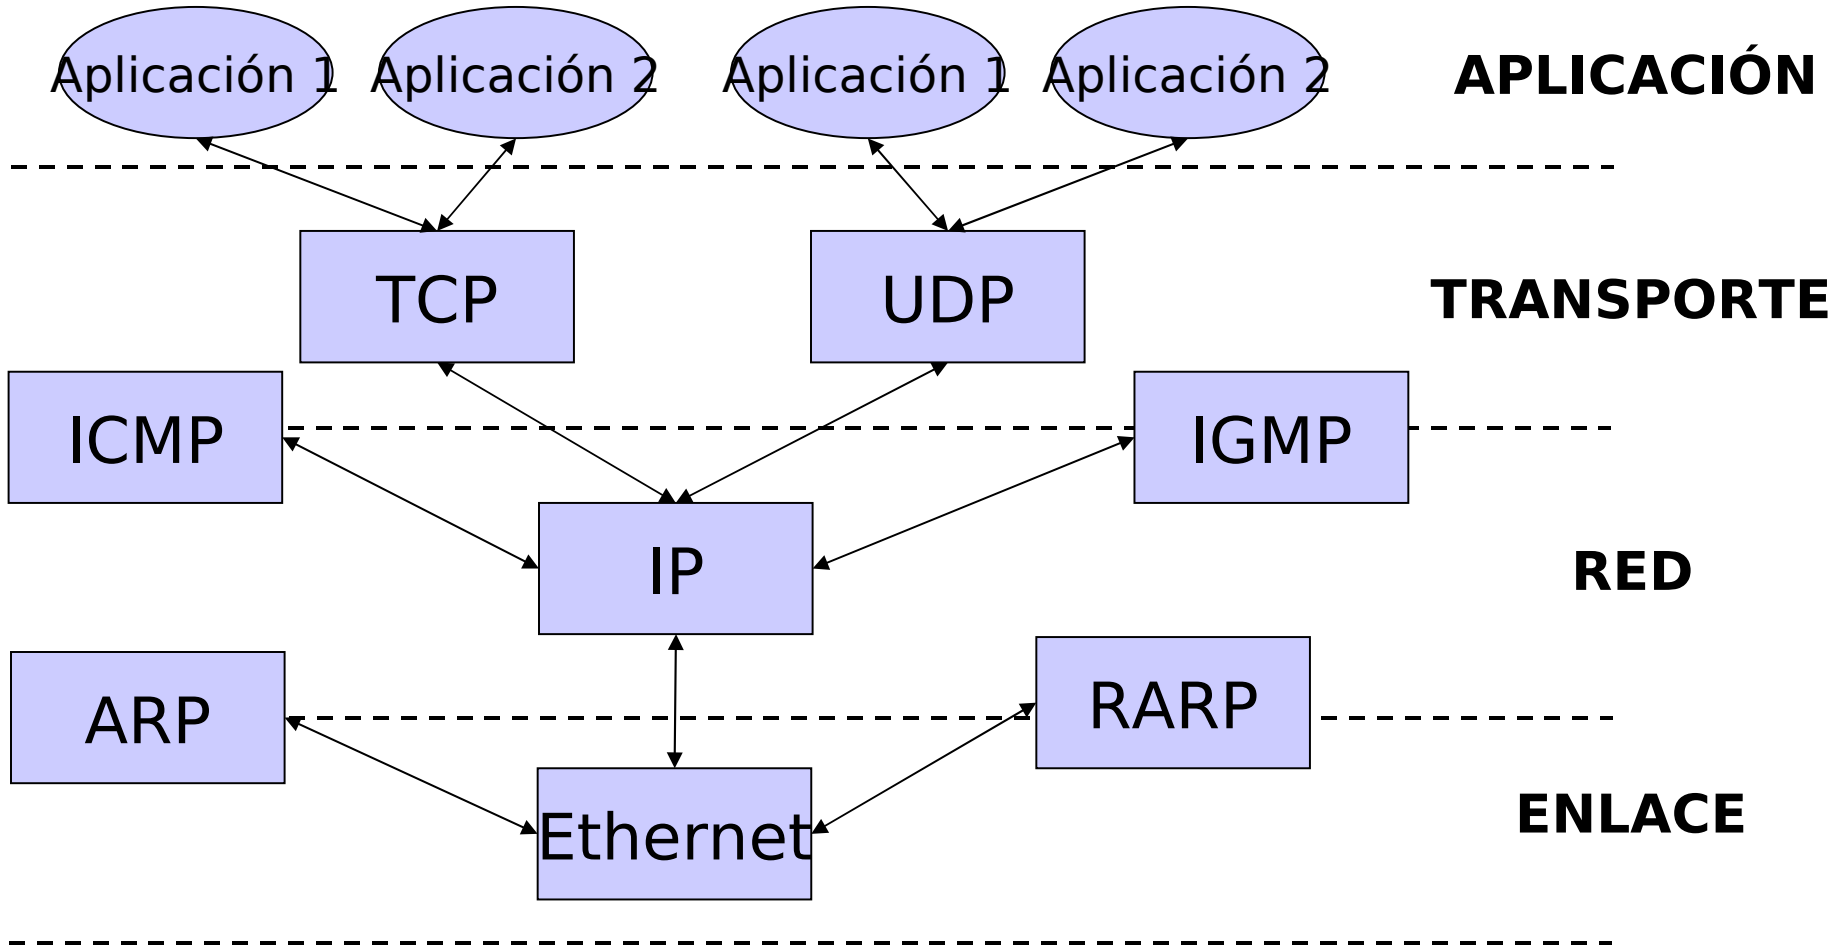 Aplicación 1
Aplicación 2
Aplicación 1
Aplicación 2
APLICACIÓN
TCP
UDP
TRANSPORTE
ICMP
IGMP
IP
RED
ARP
RARP
Ethernet
ENLACE